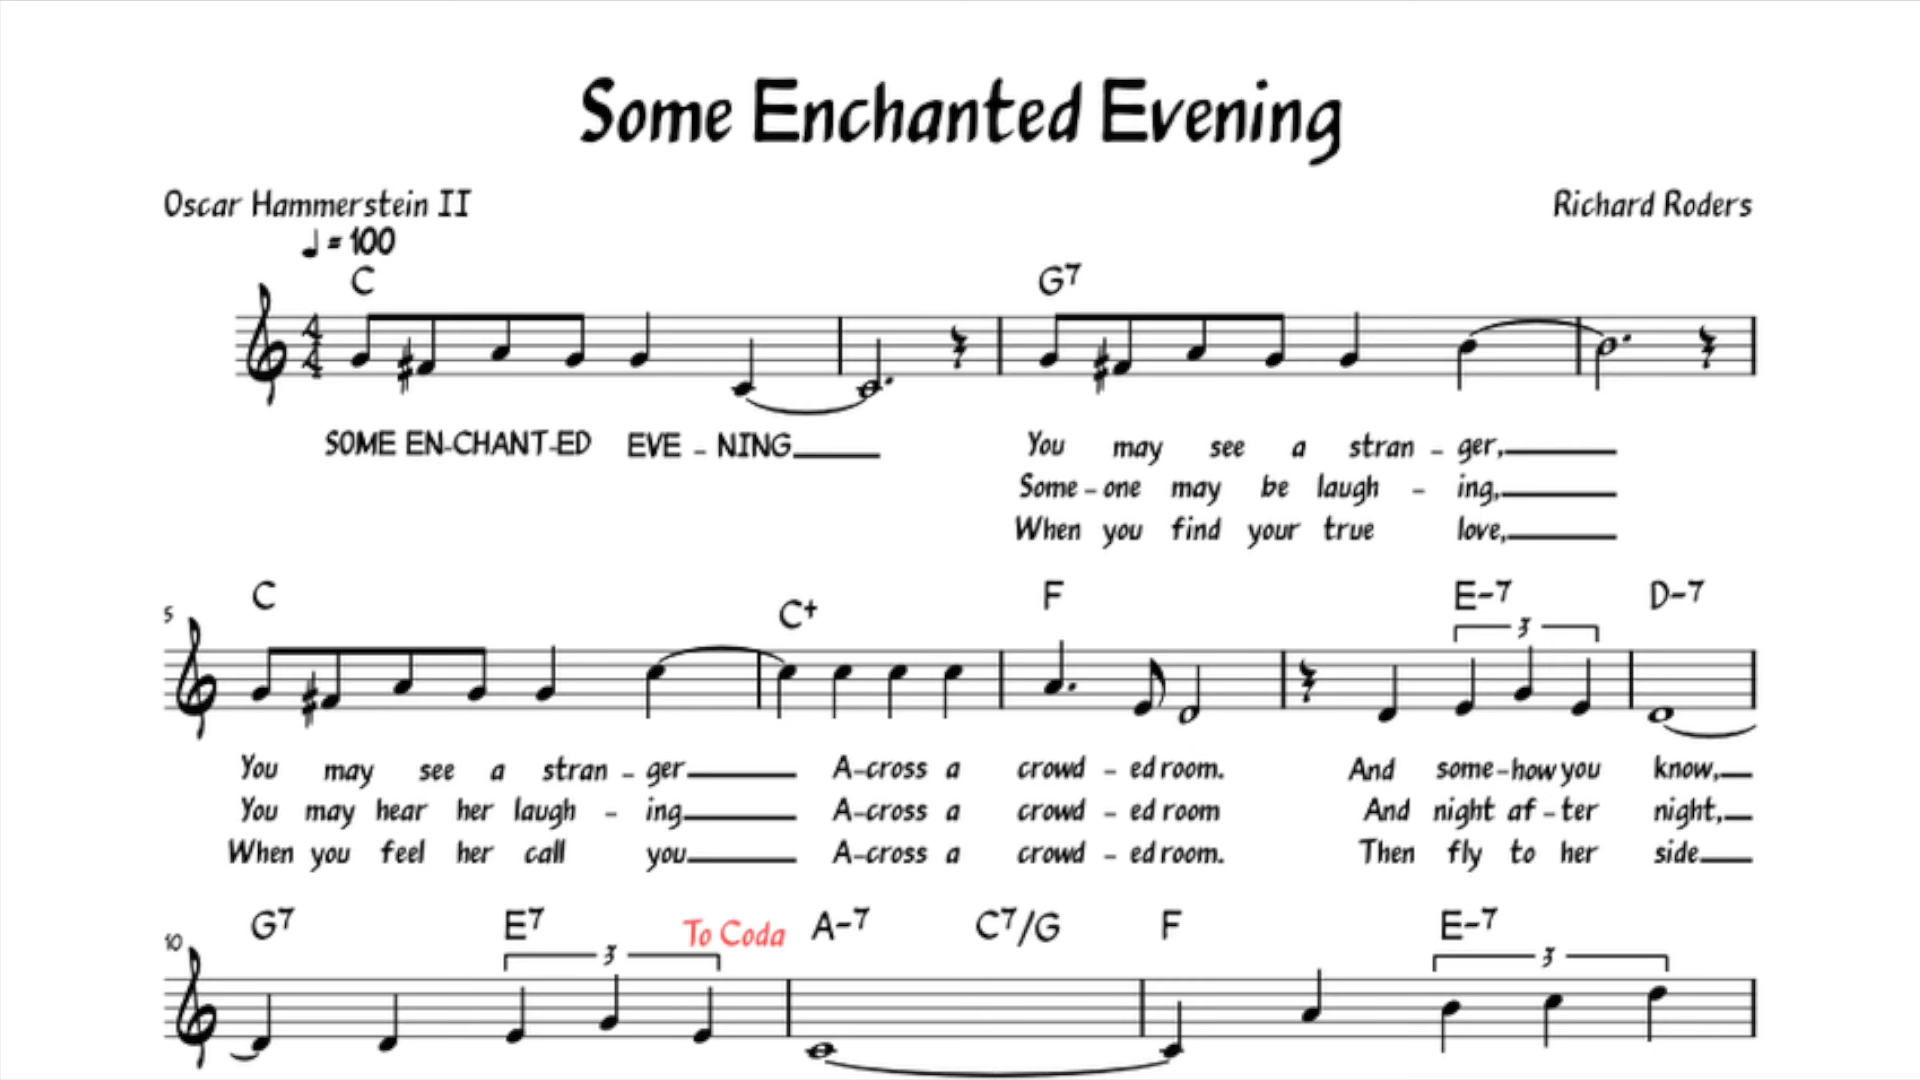 Some Enchanted Evening
Oscar Hammerstein II Richard Roders
♩ = 100
C G7
4
4
SOME EN-CHANT-ED EVE - NING You may see a stran - ger,
Some-one may be laugh - ing,
When you find your true love,
5 C C+ F E-7 D-7
3
You may see a stran - ger A-cross a crowd - ed room. And some-how you know,
You may hear her laugh - ing A-cross a crowd - ed room And night af-ter night,
When you feel her call you A-cross a crowd - ed room. Then fly to her side
10 G7 E7 To Coda A-7 C7/G F E-7
3 3